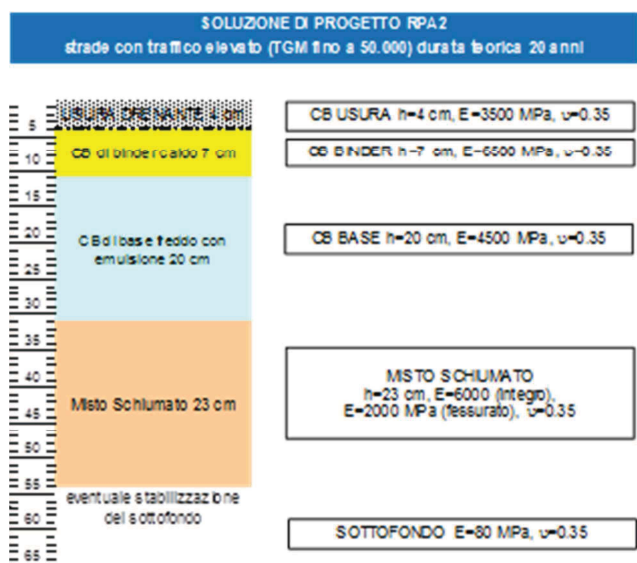 SOLUZIONE DI PROGETTO RPA2
strade con traffico elevato (TGM fino a 50.000) durata teorica 20 anni
USURA DRENANTE 4 cm
CB USURA h=4 cm, E=3500 MPa, υ=0.35
5
CB di binder caldo 7 cm
CB BINDER h=7 cm, E=6500 MPa, υ=0.35
10
15
20
CB di base freddo con
emulsione 20 cm
CB BASE h=20 cm, E=4500 MPa, υ=0.35
25
30
35
40
Misto Schiumato 23 cm
MISTO SCHIUMATO
h=23 cm, E=6000 (integro),
E=2000 MPa (fessurato), υ=0.35
45
50
55
eventuale stabilizzazione
del sottofondo
60
SOTTOFONDO E=80 MPa, υ=0.35
65